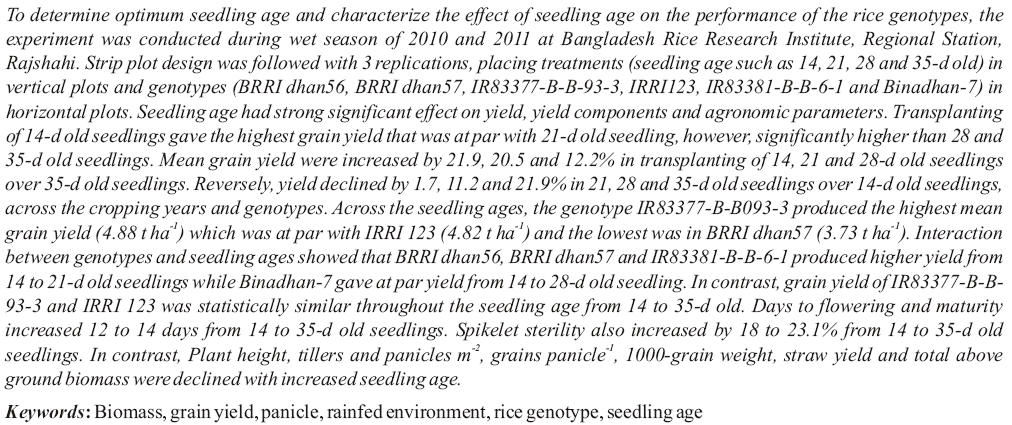 To determine optimum seedling age and characterize the effect of seedling age on the performance of the rice genotypes, the
experiment was conducted during wet season of 2010 and 2011 at Bangladesh Rice Research Institute, Regional Station,
Rajshahi. Strip plot design was followed with 3 replications, placing treatments (seedling age such as 14, 21, 28 and 35-d old) in
vertical plots and genotypes (BRRI dhan56, BRRI dhan57, IR83377-B-B-93-3, IRRI123, IR83381-B-B-6-1 and Binadhan-7) in
horizontal plots. Seedling age had strong significant effect on yield, yield components and agronomic parameters. Transplanting
of 14-d old seedlings gave the highest grain yield that was at par with 21-d old seedling, however, significantly higher than 28 and
35-d old seedlings. Mean grain yield were increased by 21.9, 20.5 and 12.2% in transplanting of 14, 21 and 28-d old seedlings
over 35-d old seedlings. Reversely, yield declined by 1.7, 11.2 and 21.9% in 21, 28 and 35-d old seedlings over 14-d old seedlings,
across the cropping years and genotypes. Across the seedling ages, the genotype IR83377-B-B093-3 produced the highest mean
grain yield (4.88 t ha⁻¹) which was at par with IRRI 123 (4.82 t ha⁻¹) and the lowest was in BRRI dhan57 (3.73 t ha⁻¹). Interaction
between genotypes and seedling ages showed that BRRI dhan56, BRRI dhan57 and IR83381-B-B-6-1 produced higher yield from
14 to 21-d old seedlings while Binadhan-7 gave at par yield from 14 to 28-d old seedling. In contrast, grain yield of IR83377-B-B-
93-3 and IRRI 123 was statistically similar throughout the seedling age from 14 to 35-d old. Days to flowering and maturity
increased 12 to 14 days from 14 to 35-d old seedlings. Spikelet sterility also increased by 18 to 23.1% from 14 to 35-d old
seedlings. In contrast, Plant height, tillers and panicles m⁻², grains panicle⁻¹, 1000-grain weight, straw yield and total above
ground biomass were declined with increased seedling age.
Keywords: Biomass, grain yield, panicle, rainfed environment, rice genotype, seedling age